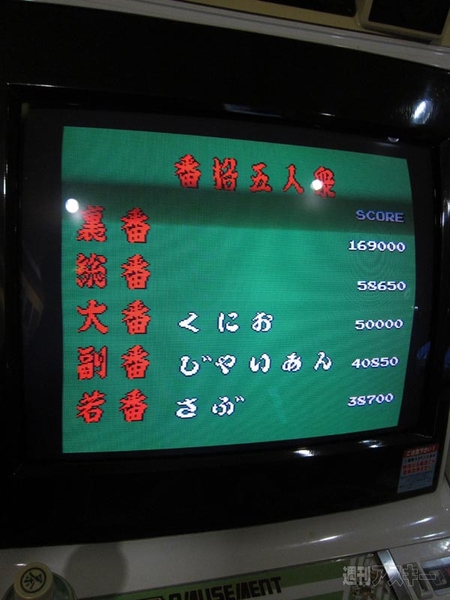 番格五人衆
SCORE
裏番 169000
総番 58650
大番 くにお 50000
副番 じやいあん 40850
若番 さぶ 38700
AMUSEMENT
週刊アスキー